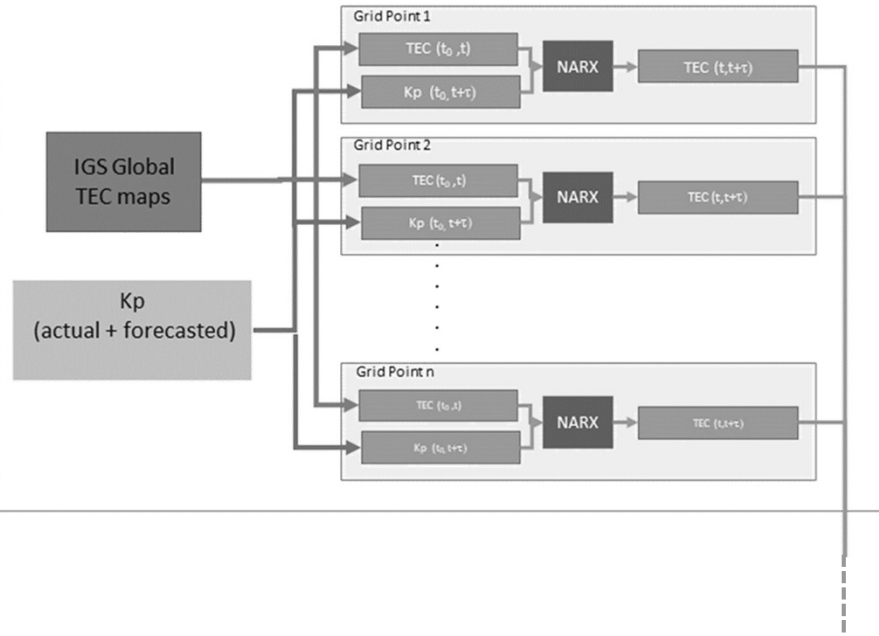 Grid Point 1
TEC (t₀ ,t)
Kp (t₀, t+τ)
NARX
TEC (t,t+τ)
Grid Point 2
TEC (t₀ ,t)
Kp (t₀, t+τ)
NARX
TEC (t,t+τ)
IGS Global
TEC maps
Kp
(actual + forecasted)
Grid Point n
TEC (t₀ ,t)
Kp (t₀, t+τ)
NARX
TEC (t,t+τ)